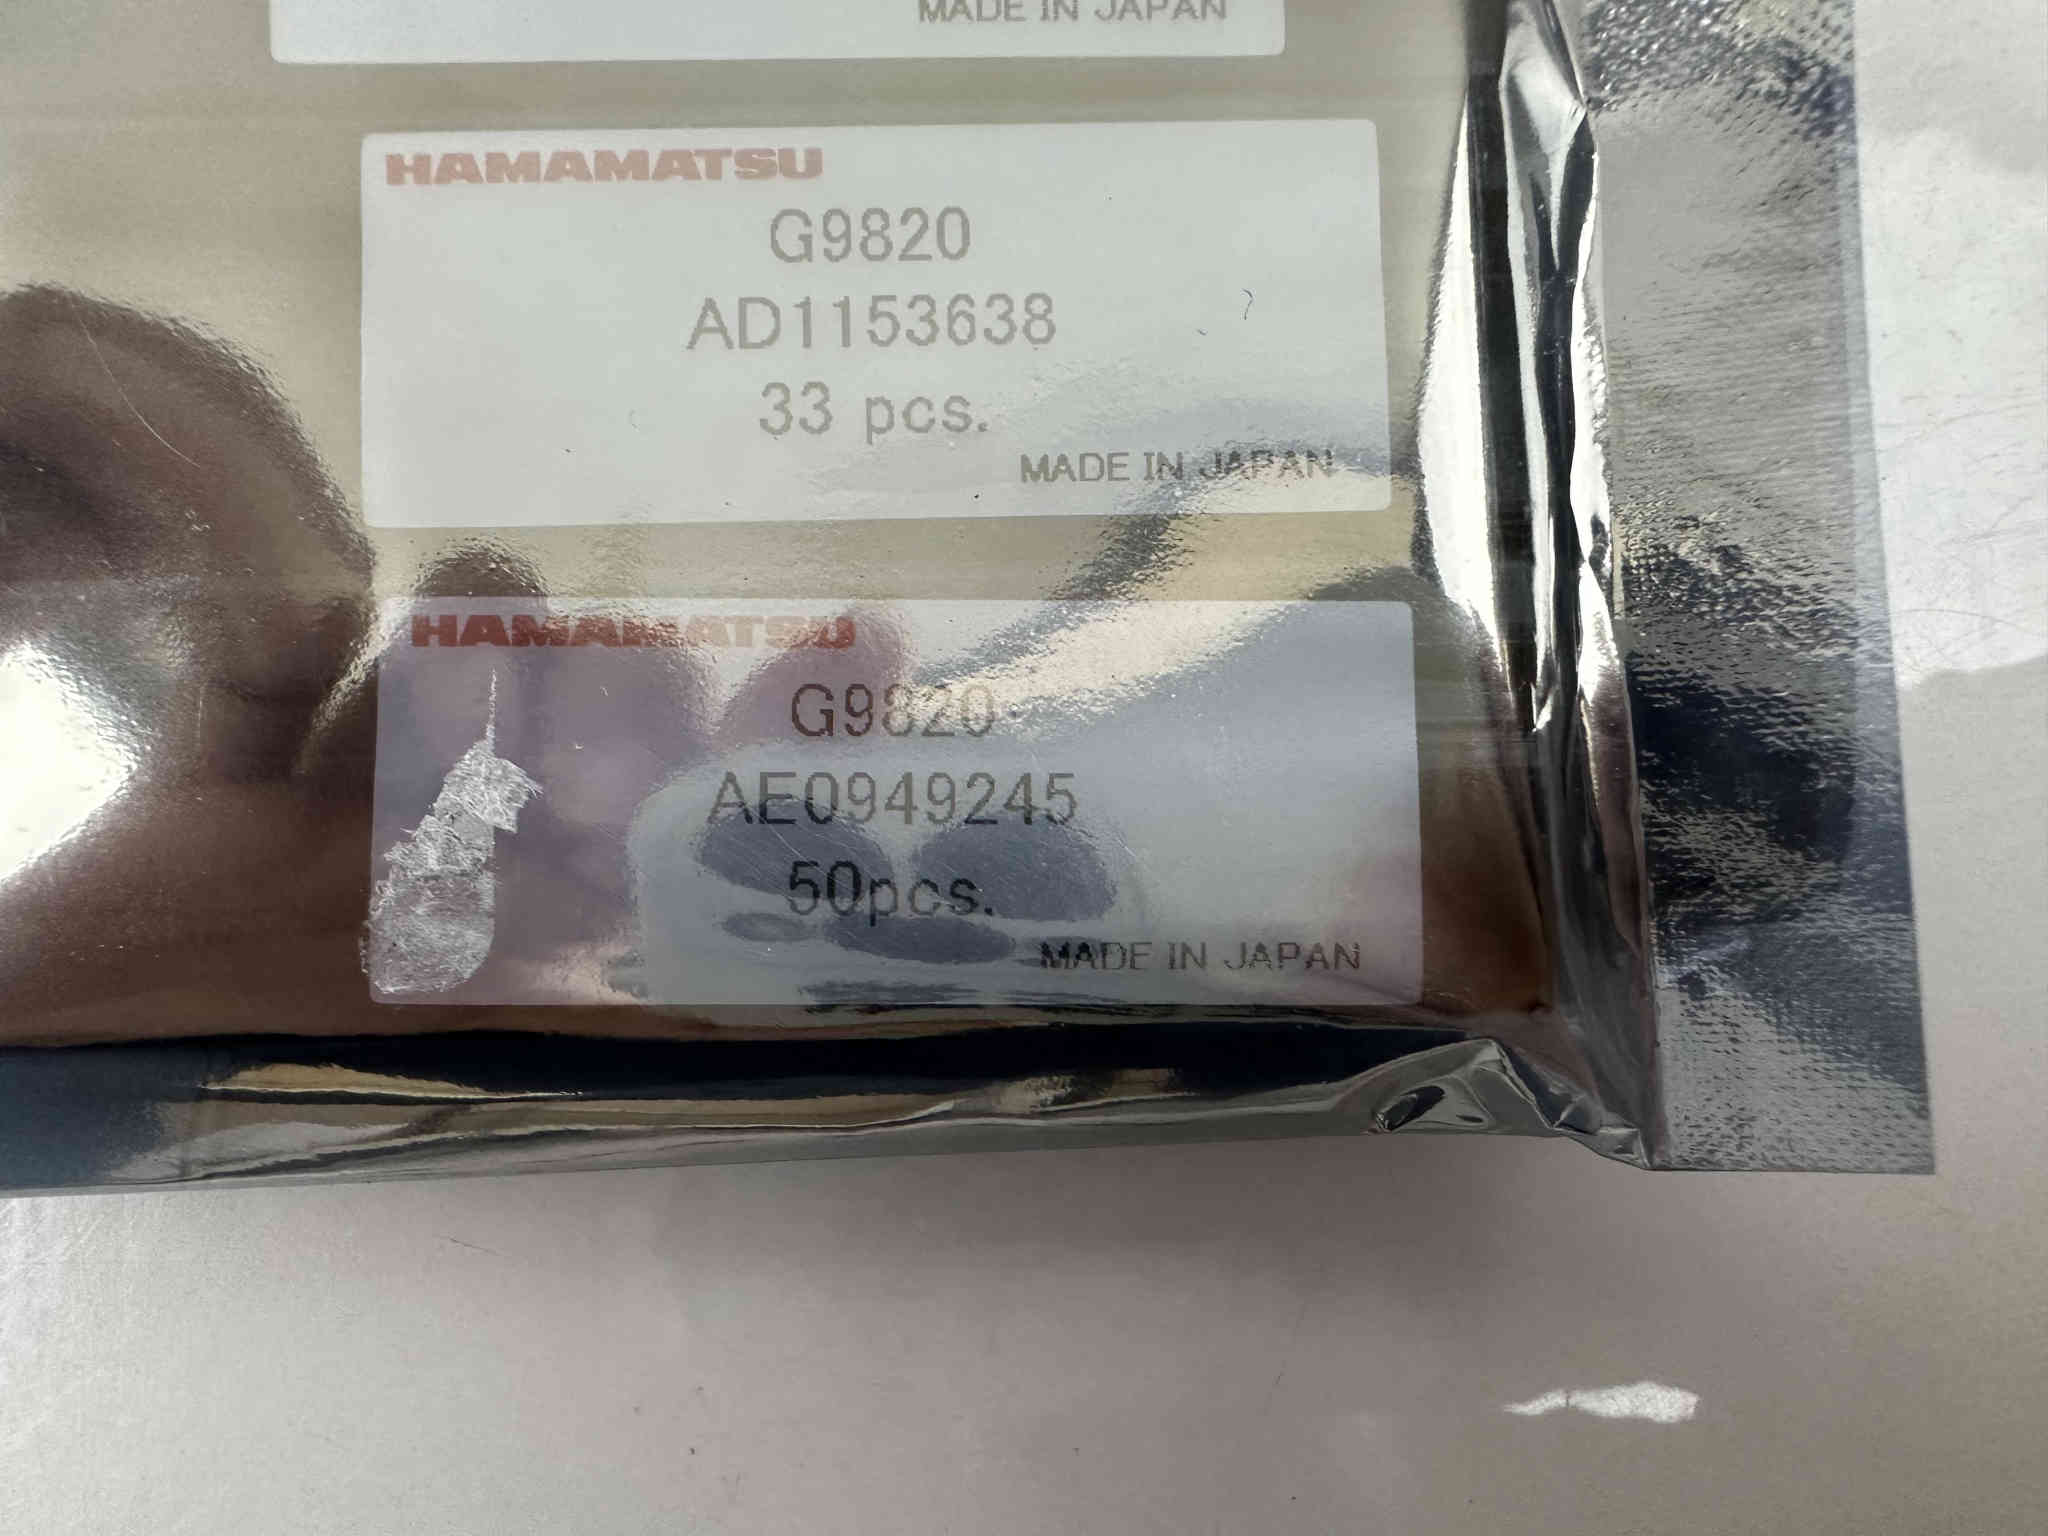 MADE IN JAPAN
HAMAMATSU
G9820
AD1153638
33 pcs.
MADE IN JAPAN
HAMAMATSU
G9820
AE0949245
50pcs.
MADE IN JAPAN